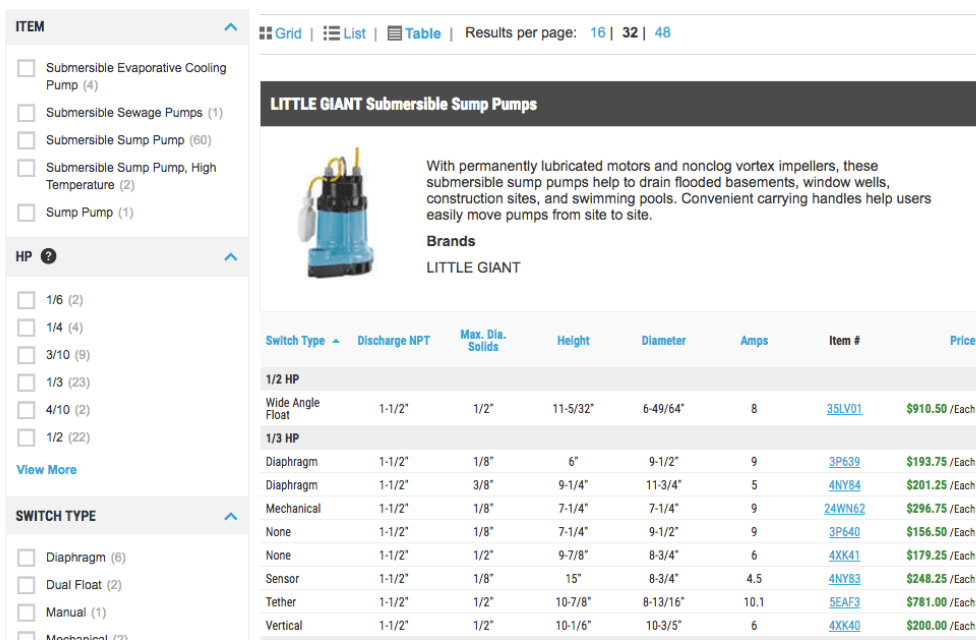 ITEM
Submersible Evaporative Cooling
Pump (4)
Submersible Sewage Pumps (1)
Submersible Sump Pump (60)
Submersible Sump Pump, High
Temperature (2)
Sump Pump (1)
HP ?
1/6 (2)
1/4 (4)
3/10 (9)
1/3 (23)
4/10 (2)
1/2 (22)
View More
SWITCH TYPE
Diaphragm (6)
Dual Float (2)
Manual (1)
Mechanical (2)
Grid | List | Table | Results per page: 16 | 32 | 48
LITTLE GIANT Submersible Sump Pumps
With permanently lubricated motors and nonclog vortex impellers, these
submersible sump pumps help to drain flooded basements, window wells,
construction sites, and swimming pools. Convenient carrying handles help users
easily move pumps from site to site.
Brands
LITTLE GIANT
Switch Type Discharge NPT Max. Dia. Solids Height Diameter Amps Item # Price
1/2 HP
Wide Angle Float 1-1/2" 1/2" 11-5/32" 6-49/64" 8 35LV01 $910.50 /Each
1/3 HP
Diaphragm 1-1/2" 1/8" 6" 9-1/2" 9 3P639 $193.75 /Each
Diaphragm 1-1/2" 3/8" 9-1/4" 11-3/4" 5 4NY84 $201.25 /Each
Mechanical 1-1/2" 1/8" 7-1/4" 7-1/4" 9 24WN62 $296.75 /Each
None 1-1/2" 1/8" 7-1/4" 9-1/2" 9 3P640 $156.50 /Each
None 1-1/2" 1/2" 9-7/8" 8-3/4" 6 4XK41 $179.25 /Each
Sensor 1-1/2" 1/8" 15" 8-3/4" 4.5 4NY83 $248.25 /Each
Tether 1-1/2" 1/2" 10-7/8" 8-13/16" 10.1 5EAF3 $781.00 /Each
Vertical 1-1/2" 1/2" 10-1/6" 10-3/5" 6 4XK40 $200.00 /Each